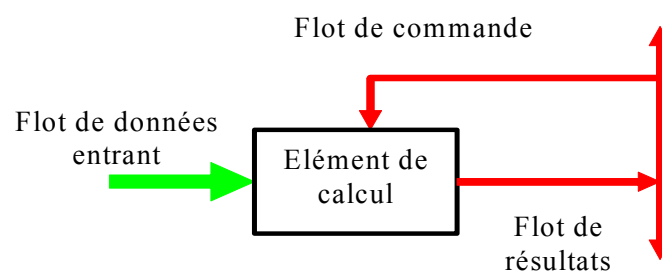 Flot de commande
Flot de données
entrant
Elément de
calcul
Flot de
résultats